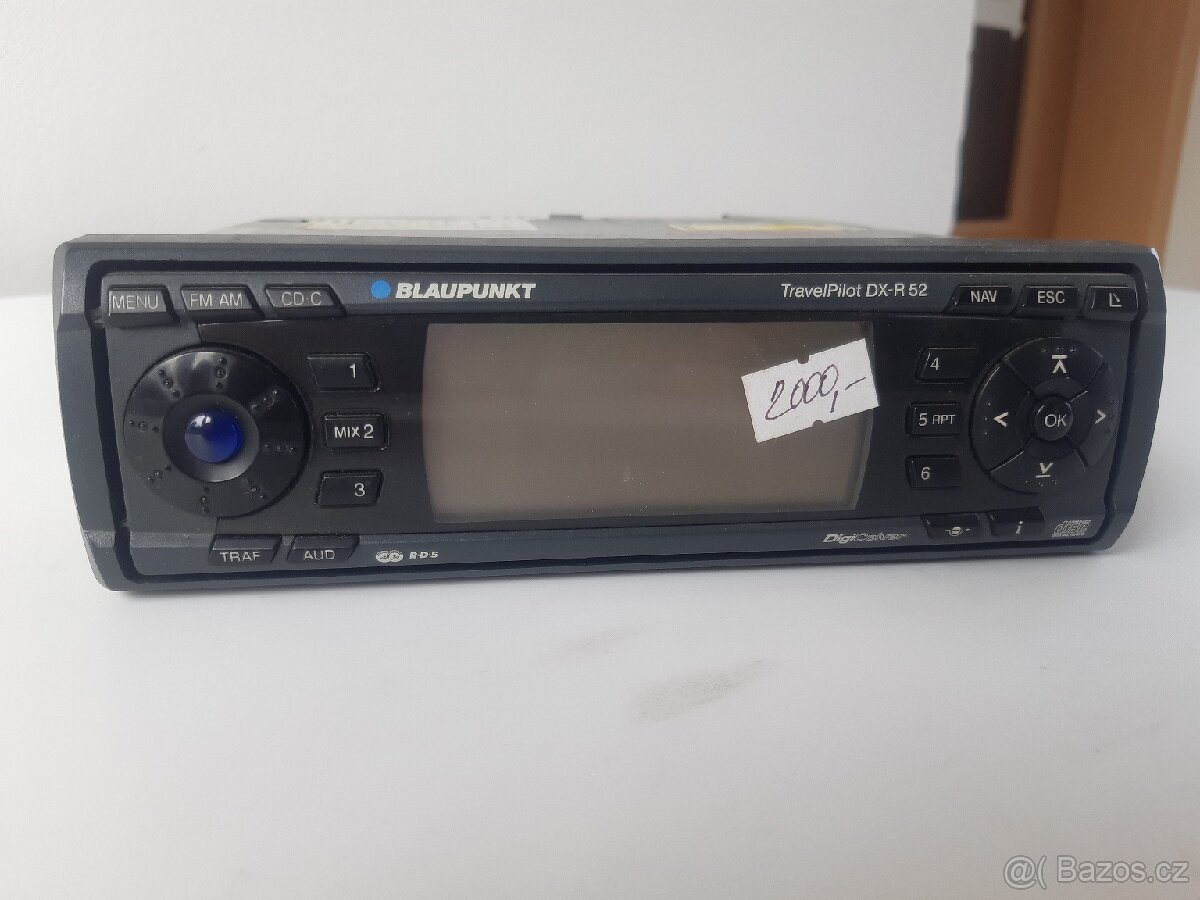 BLAUPUNKT
TravelPilot DX-R 52
MENU
FM AM
CD·C
NAV
ESC
1
MIX 2
3
2000,-
4
5 RPT
6
OK
TRAF
AUD
R·D·S
DigiCeiver
i
@( Bazos.cz